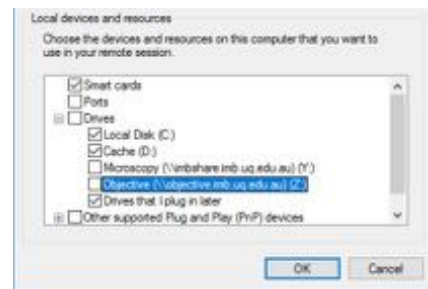 Local devices and resources
Choose the devices and resources on this computer that you want to
use in your remote session.
Smart cards
Ports
Drives
Local Disk (C:)
Cache (D:)
Microscopy (\\imbshare.imb.uq.edu.au) (Y:)
Objective (\\objective.imb.uq.edu.au) (Z:)
Drives that I plug in later
Other supported Plug and Play (PnP) devices
OK Cancel